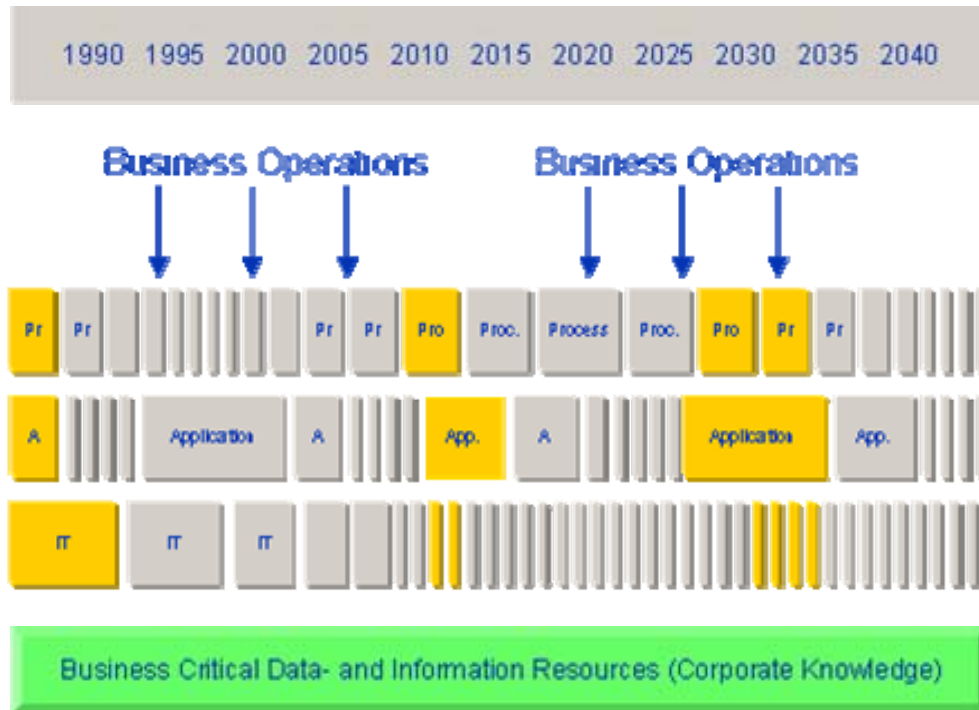 1990 1995 2000 2005 2010 2015 2020 2025 2030 2035 2040
Business Operations Business Operations
Pr Pr Pr Pr Pro Proc. Process Proc. Pro Pr Pr
A Application A App. A Application App.
IT IT IT
Business Critical Data- and Information Resources (Corporate Knowledge)